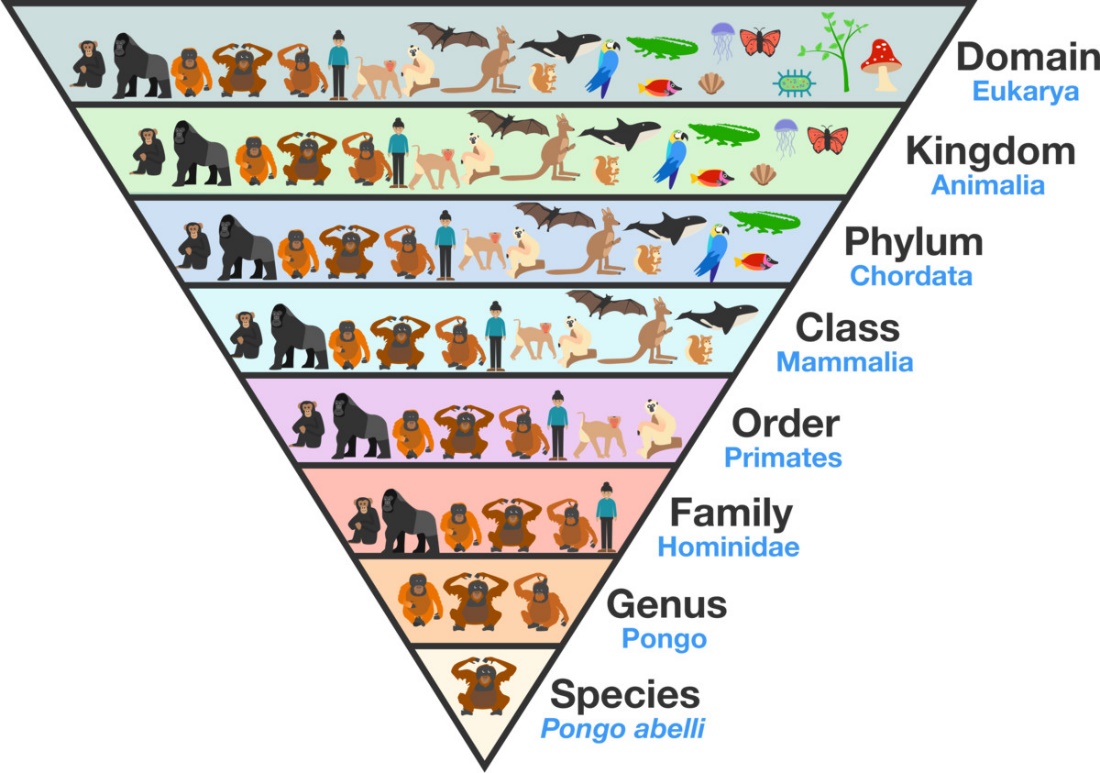 Domain
Eukarya
Kingdom
Animalia
Phylum
Chordata
Class
Mammalia
Order
Primates
Family
Hominidae
Genus
Pongo
Species
Pongo abelli